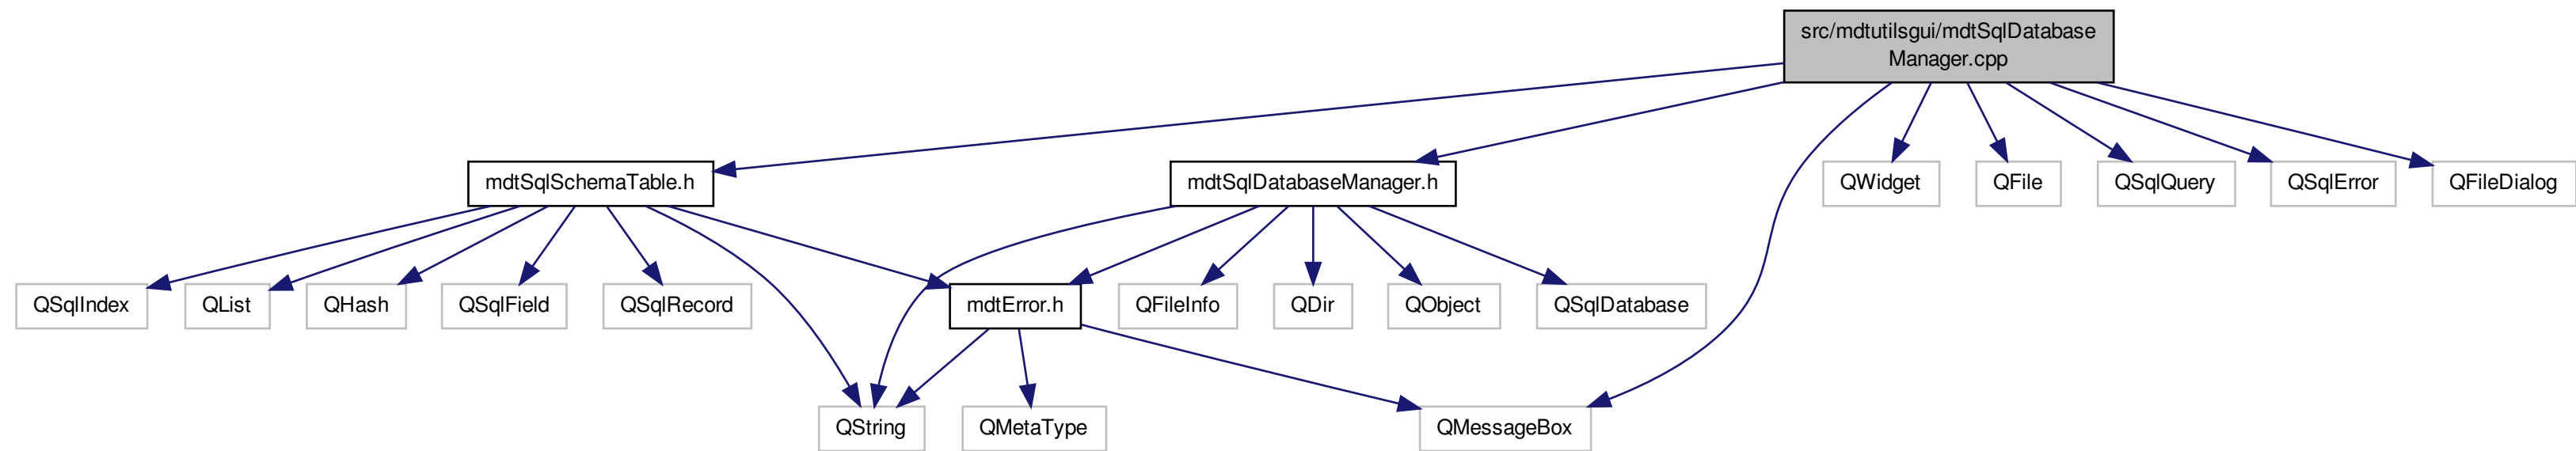 src/mdtutilsgui/mdtSqlDatabase
Manager.cpp
mdtSqlSchemaTable.h
mdtSqlDatabaseManager.h
QWidget
QFile
QSqlQuery
QSqlError
QFileDialog
QSqlIndex
QList
QHash
QSqlField
QSqlRecord
mdtError.h
QFileInfo
QDir
QObject
QSqlDatabase
QString
QMetaType
QMessageBox